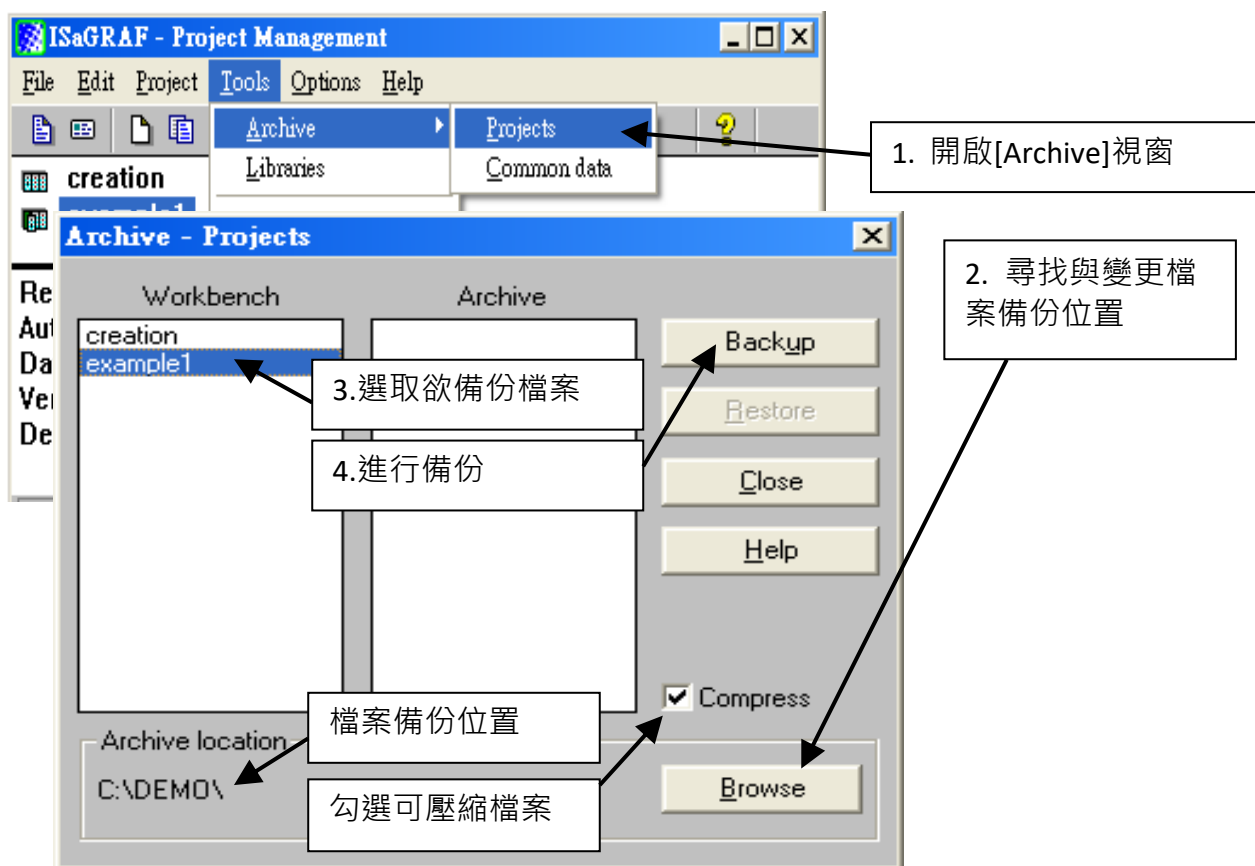 ISaGRAF - Project Management
File Edit Project Tools Options Help
Archive Projects
Libraries Common data
1. 開啟[Archive]視窗
creation
example1
Archive - Projects
2. 尋找與變更檔
案備份位置
Re
Aut
Da
Ver
De
Workbench Archive
creation
example1
Backup
Restore
Close
Help
3.選取欲備份檔案
4.進行備份
Compress
檔案備份位置
Archive location
C:\DEMO\
勾選可壓縮檔案
Browse